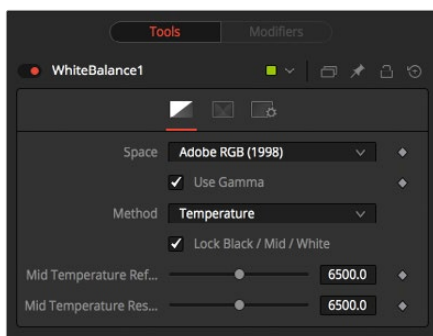 Tools Modifiers
WhiteBalance1
Space Adobe RGB (1998)
Use Gamma
Method Temperature
Lock Black / Mid / White
Mid Temperature Ref... 6500.0
Mid Temperature Res... 6500.0